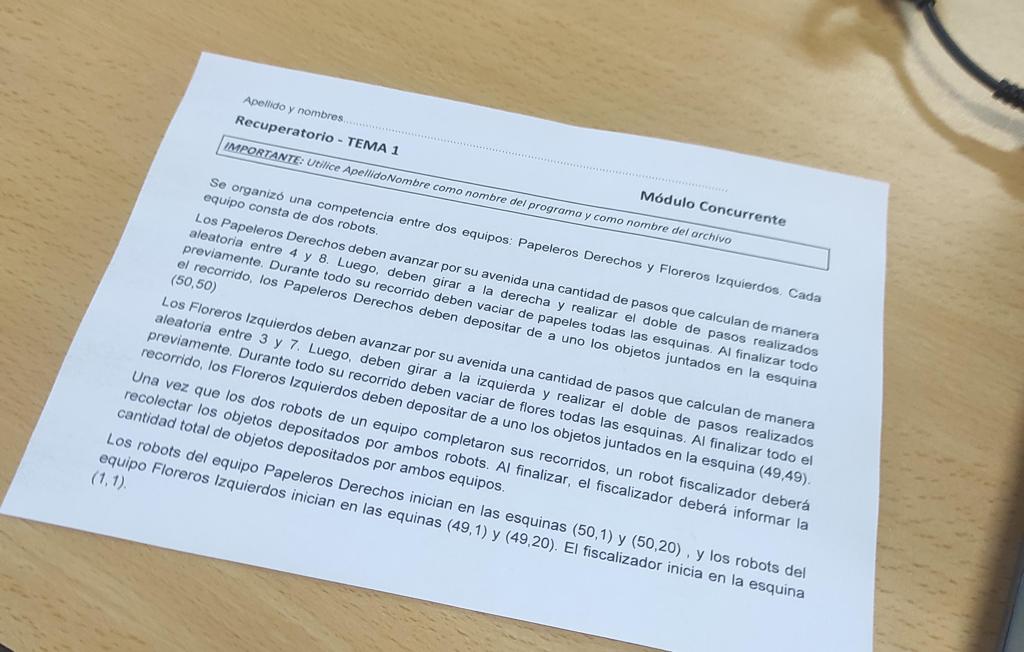 Apellido y nombres........................................................................................................................
Recuperatorio - TEMA 1
Módulo Concurrente
IMPORTANTE: Utilice ApellidoNombre como nombre del programa y como nombre del archivo
Se organizó una competencia entre dos equipos: Papeleros Derechos y Floreros Izquierdos. Cada
equipo consta de dos robots.
Los Papeleros Derechos deben avanzar por su avenida una cantidad de pasos que calculan de manera
aleatoria entre 4 y 8. Luego, deben girar a la derecha y realizar el doble de pasos realizados
previamente. Durante todo su recorrido deben vaciar de papeles todas las esquinas. Al finalizar todo
el recorrido, los Papeleros Derechos deben depositar de a uno los objetos juntados en la esquina
(50,50)
Los Floreros Izquierdos deben avanzar por su avenida una cantidad de pasos que calculan de manera
aleatoria entre 3 y 7. Luego, deben girar a la izquierda y realizar el doble de pasos realizados
previamente. Durante todo su recorrido deben vaciar de flores todas las esquinas. Al finalizar todo el
recorrido, los Floreros Izquierdos deben depositar de a uno los objetos juntados en la esquina (49,49).
Una vez que los dos robots de un equipo completaron sus recorridos, un robot fiscalizador deberá
recolectar los objetos depositados por ambos robots. Al finalizar, el fiscalizador deberá informar la
cantidad total de objetos depositados por ambos equipos.
Los robots del equipo Papeleros Derechos inician en las esquinas (50,1) y (50,20) , y los robots del
equipo Floreros Izquierdos inician en las equinas (49,1) y (49,20). El fiscalizador inicia en la esquina
(1,1).